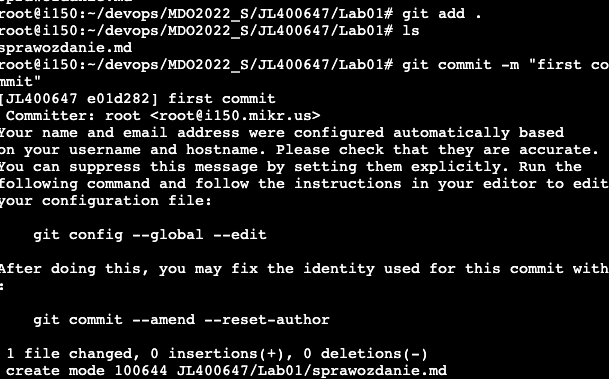 root@i150:~/devops/MDO2022_S/JL400647/Lab01# git add .
root@i150:~/devops/MDO2022_S/JL400647/Lab01# ls
sprawozdanie.md
root@i150:~/devops/MDO2022_S/JL400647/Lab01# git commit -m "first co
mmit"
[JL400647 e01d282] first commit
 Committer: root <root@i150.mikr.us>
Your name and email address were configured automatically based
on your username and hostname. Please check that they are accurate.
You can suppress this message by setting them explicitly. Run the
following command and follow the instructions in your editor to edit
your configuration file:

    git config --global --edit

After doing this, you may fix the identity used for this commit with
:

    git commit --amend --reset-author

 1 file changed, 0 insertions(+), 0 deletions(-)
 create mode 100644 JL400647/Lab01/sprawozdanie.md